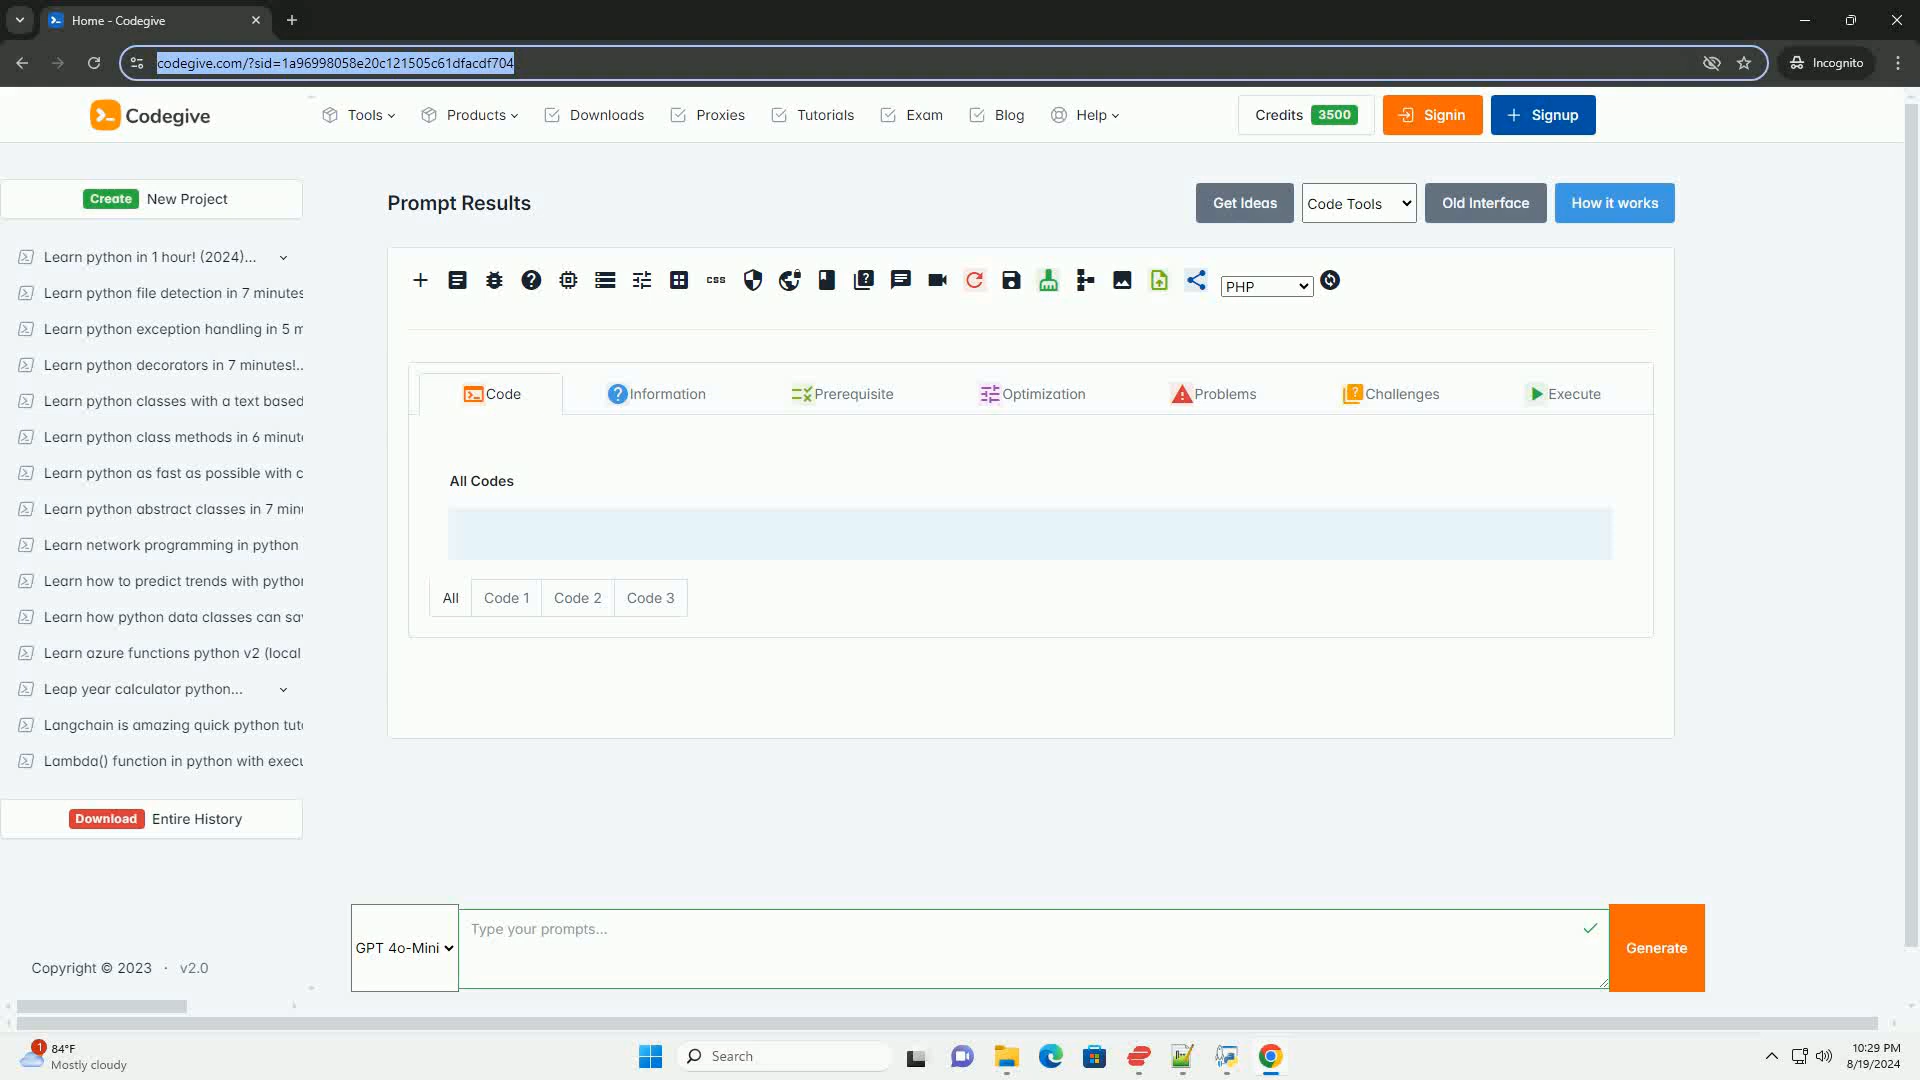 Home - Codegive
codegive.com/?sid=1a96998058e20c121505c61dfacdf704
Incognito
Codegive
Tools
Products
Downloads
Proxies
Tutorials
Exam
Blog
Help
Credits 3500
Signin
Signup
Create New Project
Learn python in 1 hour! (2024)...
Learn python file detection in 7 minutes
Learn python exception handling in 5 m
Learn python decorators in 7 minutes!..
Learn python classes with a text based
Learn python class methods in 6 minut
Learn python as fast as possible with c
Learn python abstract classes in 7 min
Learn network programming in python
Learn how to predict trends with python
Learn how python data classes can sa
Learn azure functions python v2 (local
Leap year calculator python...
Langchain is amazing quick python tut
Lambda() function in python with exec
Download Entire History
Copyright © 2023 · v2.0
Prompt Results
Get Ideas
Code Tools
Old Interface
How it works
css
PHP
Code
Information
Prerequisite
Optimization
Problems
Challenges
Execute
All Codes
All
Code 1
Code 2
Code 3
GPT 4o-Mini
Type your prompts...
Generate
1
84°F
Mostly cloudy
Search
10:29 PM
8/19/2024